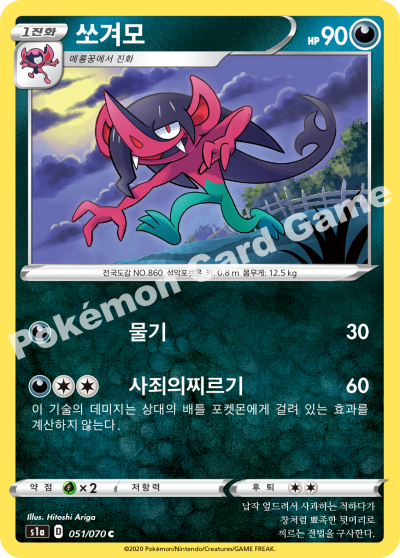 1진화
쏘겨모
HP 90
메롱꿍에서 진화
전국도감 NO.860 성악포켓몬 키: 0.8 m 몸무게: 12.5 kg
Pokémon Card Game
물기 30
사죄의찌르기 60
이 기술의 데미지는 상대의 배틀 포켓몬에게 걸려 있는 효과를
계산하지 않는다.
약점 ×2 저항력 후퇴
Illus. Hitoshi Ariga
s1a D 051/070 C
납작 엎드려서 사과하는 척하다가
창처럼 뾰족한 뒷머리로
찌르는 전법을 구사한다.
©2020 Pokémon/Nintendo/Creatures/GAME FREAK.